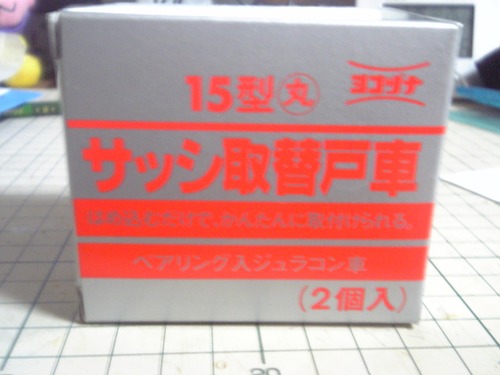 15型 丸 ヨコヅナ
サッシ取替戸車
はめ込むだけで、かんたんに取付けられる。
ベアリング入ジュラコン車
(2個入)
30